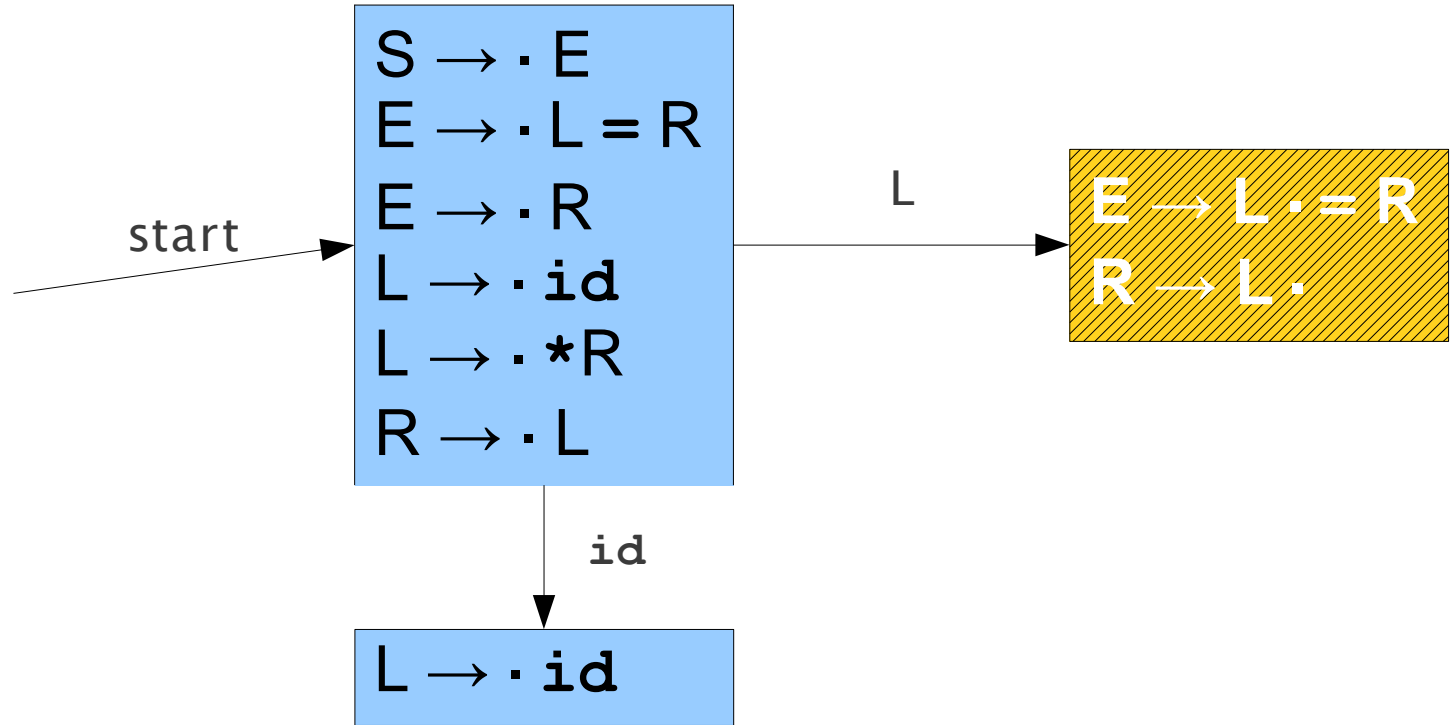 start
S → · E
E → · L = R
E → · R
L → · id
L → · *R
R → · L
L
E → L · = R
R → L ·
id
L → · id